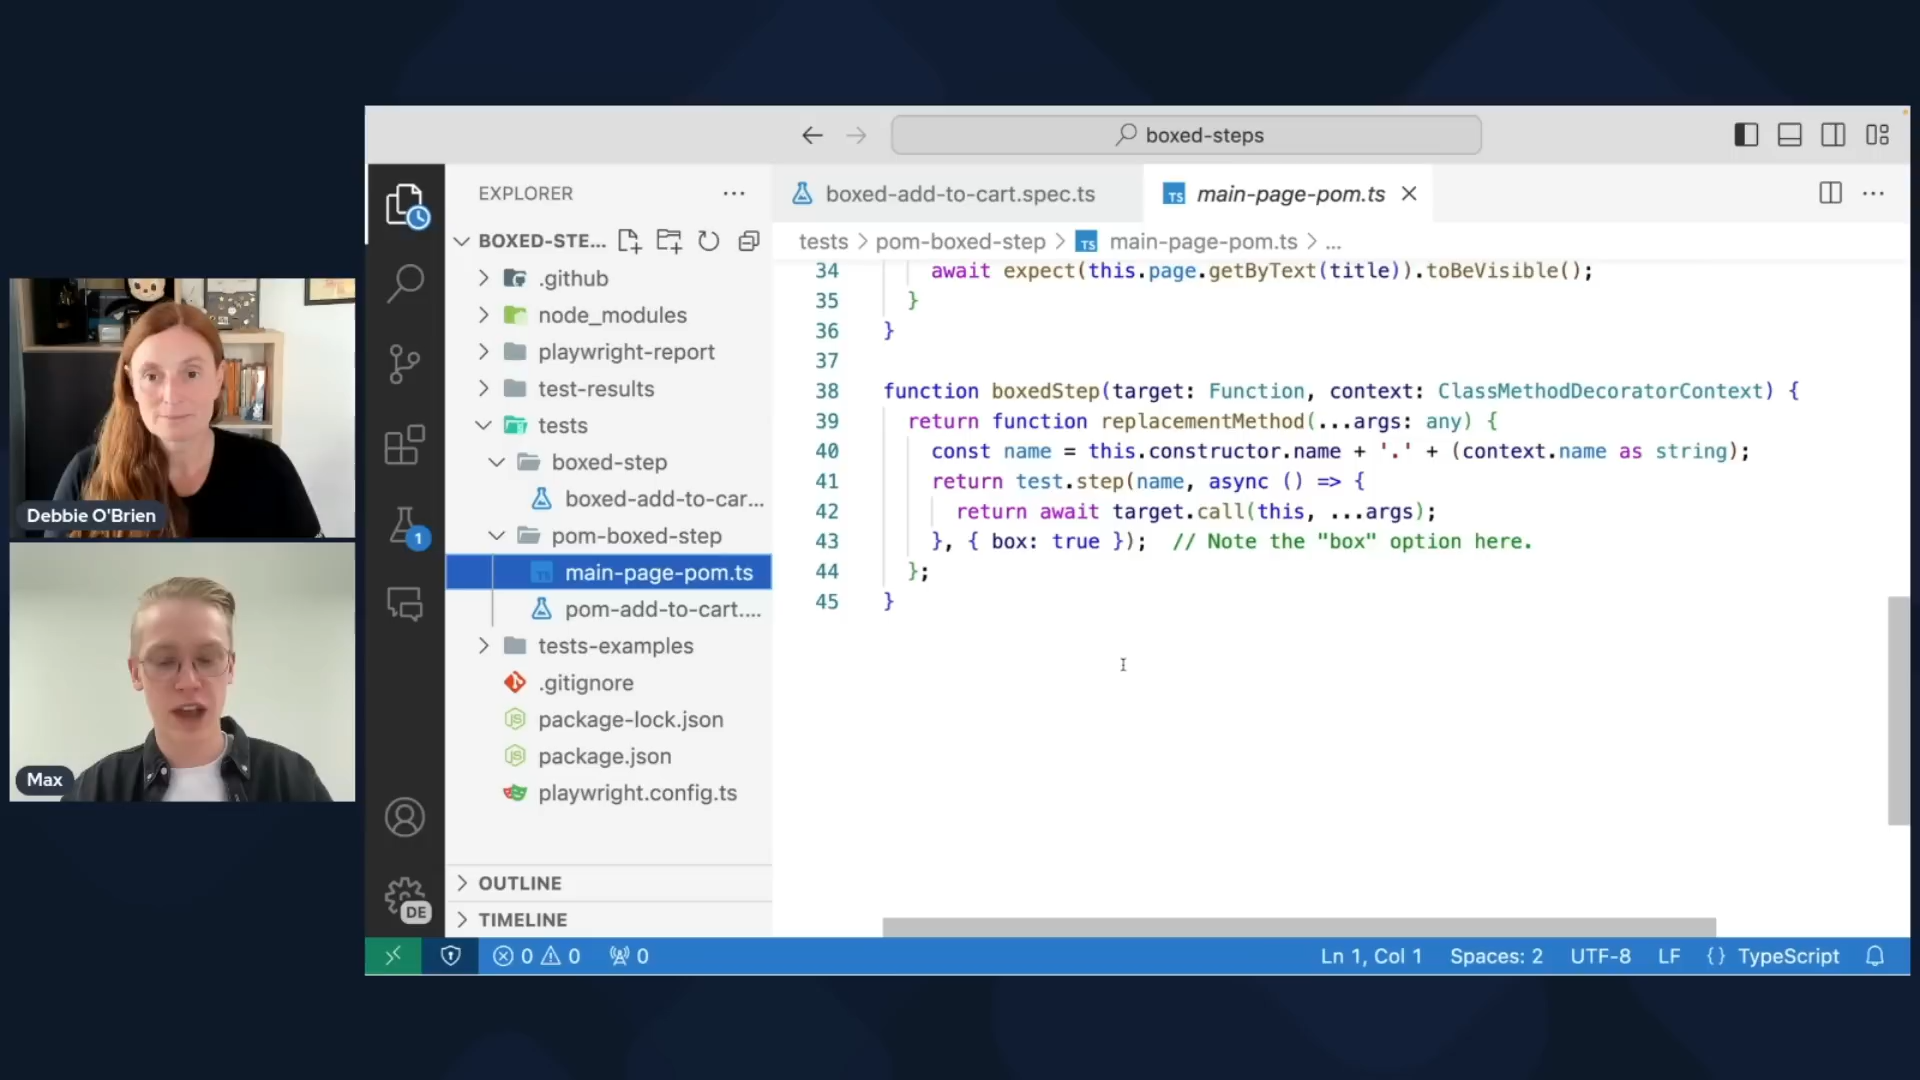 boxed-steps
EXPLORER
boxed-add-to-cart.spec.ts
TS main-page-pom.ts
BOXED-STE...
tests > pom-boxed-step > TS main-page-pom.ts > ...
.github
node_modules
playwright-report
test-results
tests
boxed-step
boxed-add-to-car...
pom-boxed-step
TS main-page-pom.ts
pom-add-to-cart....
tests-examples
.gitignore
JS package-lock.json
JS package.json
playwright.config.ts
OUTLINE
TIMELINE
34 await expect(this.page.getByText(title)).toBeVisible();
35 }
36 }
37
38 function boxedStep(target: Function, context: ClassMethodDecoratorContext) {
39 return function replacementMethod(...args: any) {
40 const name = this.constructor.name + '.' + (context.name as string);
41 return test.step(name, async () => {
42 return await target.call(this, ...args);
43 }, { box: true }); // Note the "box" option here.
44 };
45 }
1
DE
Debbie O'Brien
Max
0 0 0
Ln 1, Col 1 Spaces: 2 UTF-8 LF {} TypeScript